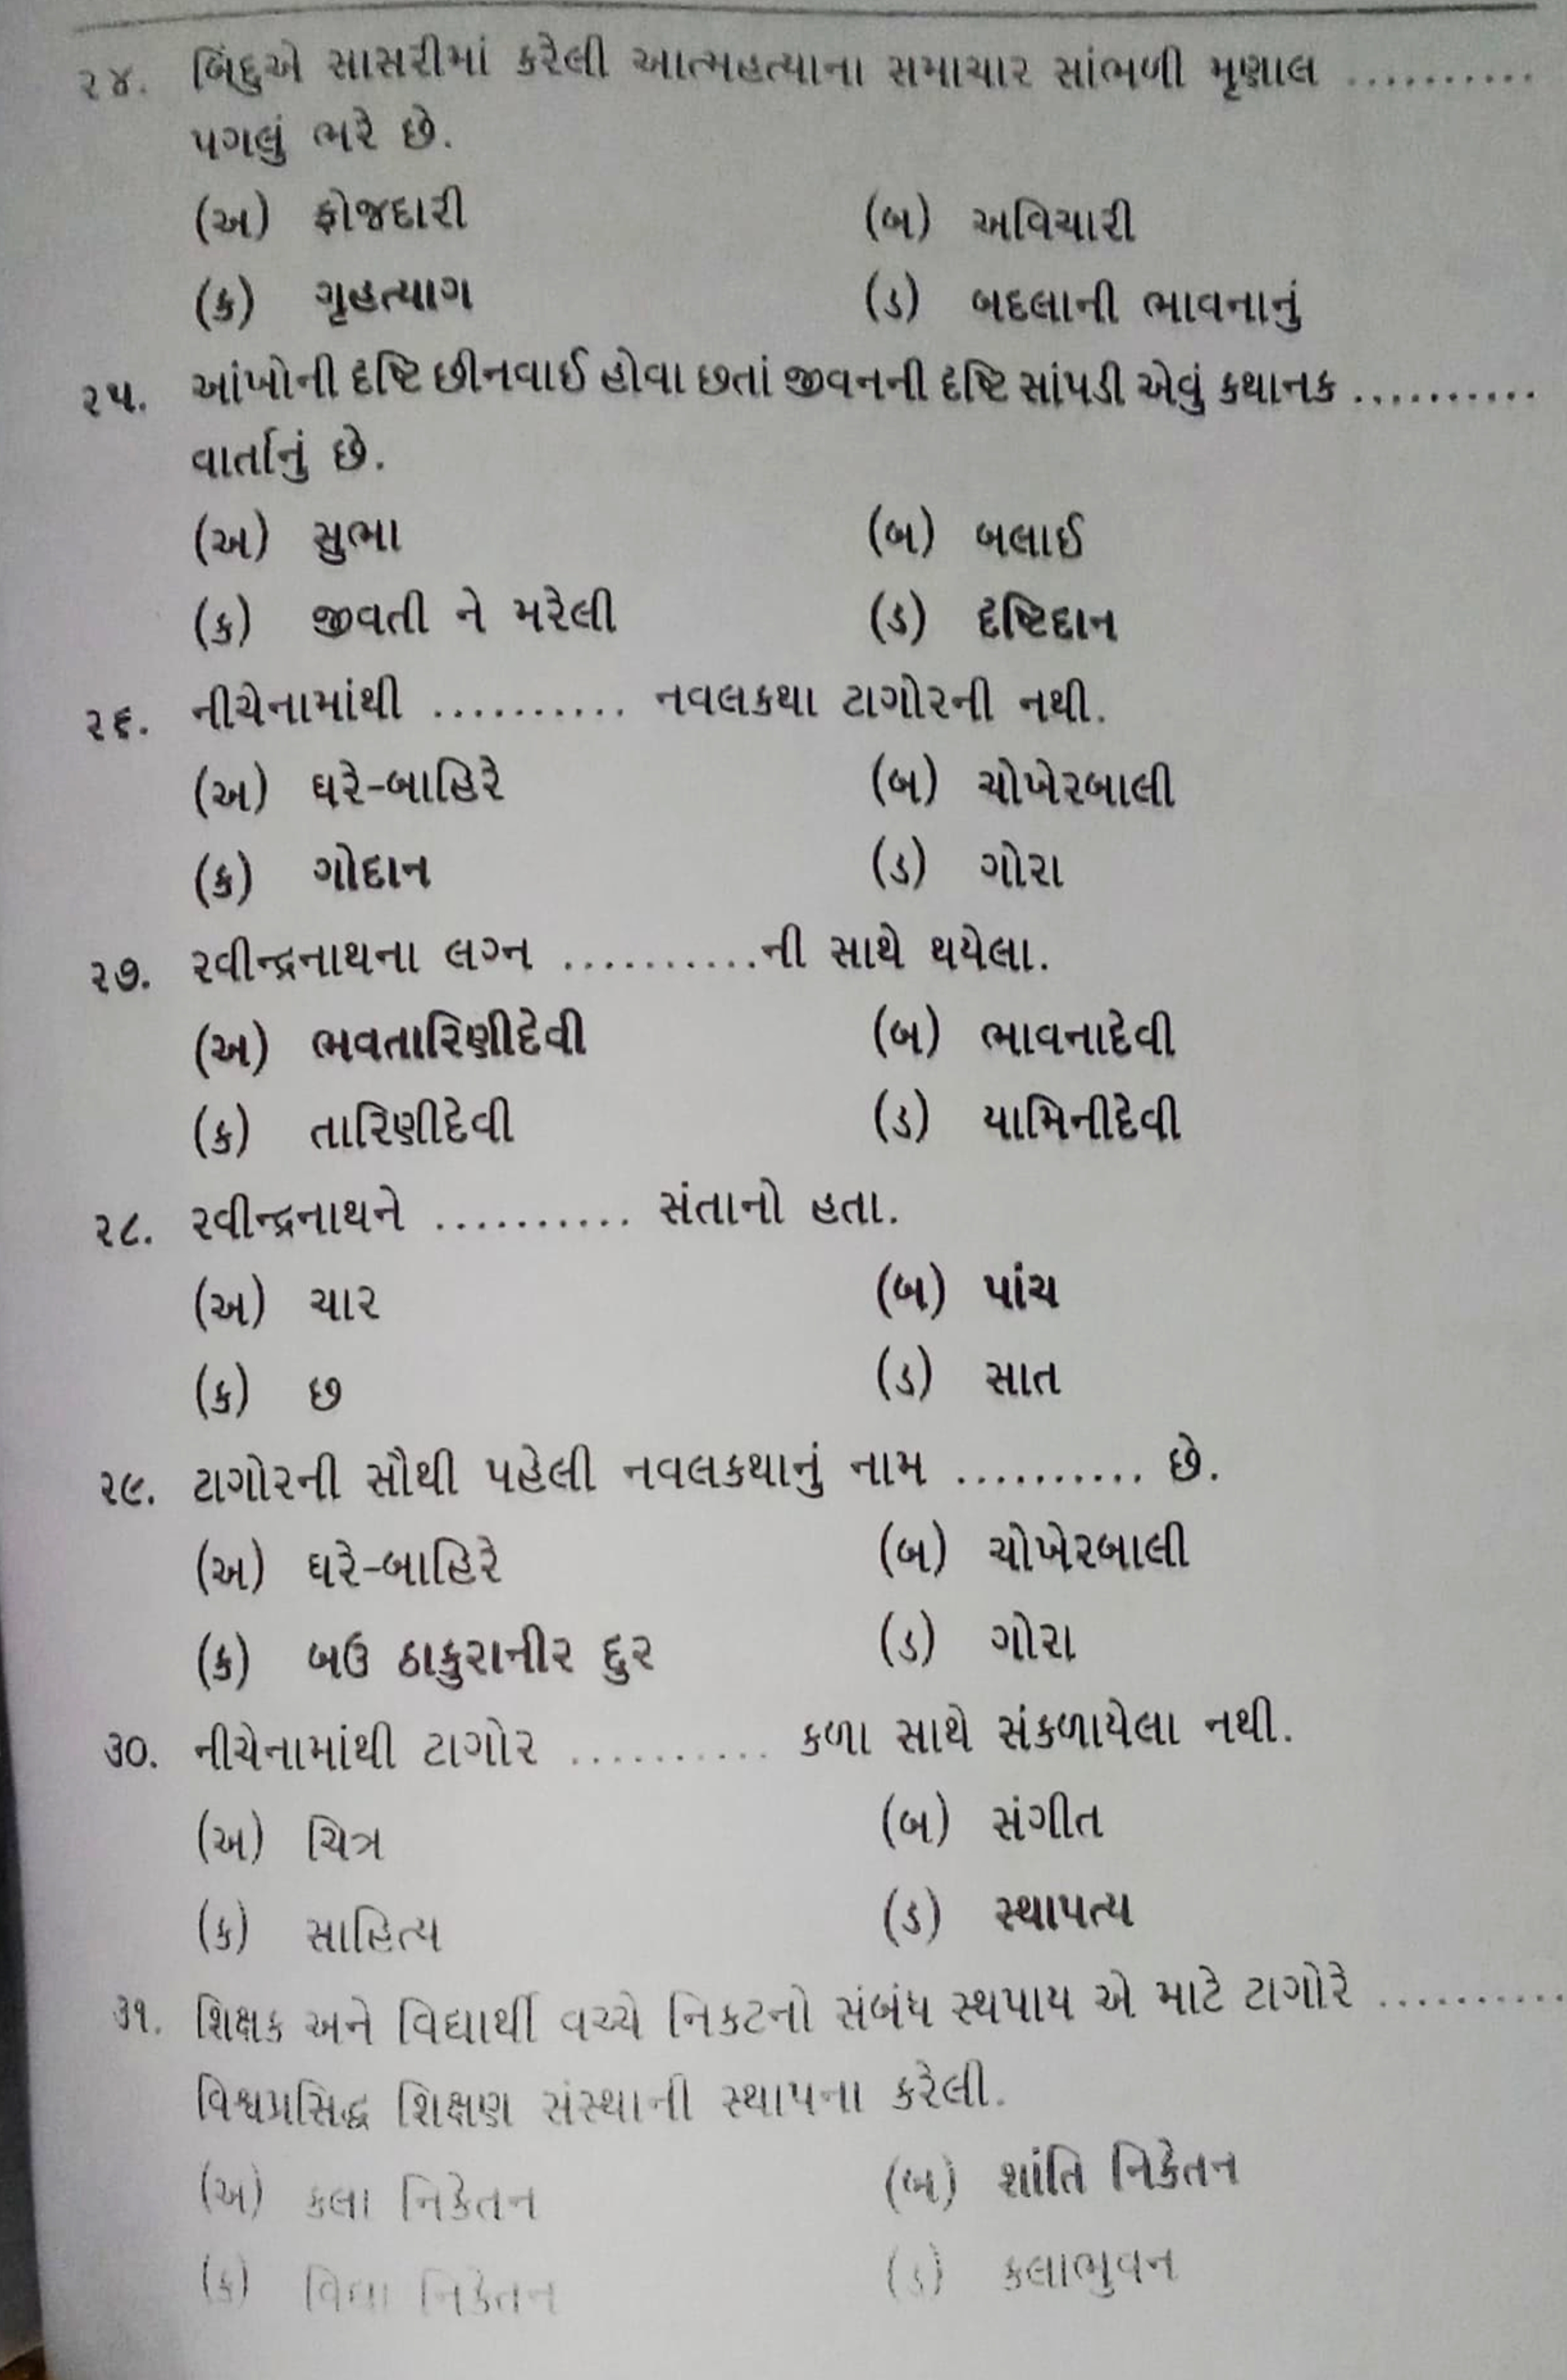 ૨૪. બિંદુએ સાસરીમાં કરેલી આત્મહત્યાના સમાચાર સાંભળી મૃણાલ ..........
પગલું ભરે છે.
(અ) ફોજદારી (બ) અવિચારી
(ક) ગૃહત્યાગ (ડ) બદલાની ભાવનાનું
૨૫. આંખોની દૃષ્ટિ છીનવાઈ હોવા છતાં જીવનની દૃષ્ટિ સાંપડી એવું કથાનક ..........
વાર્તાનું છે.
(અ) સુભા (બ) બલાઈ
(ક) જીવતી ને મરેલી (ડ) દૃષ્ટિદાન
૨૬. નીચેનામાંથી .......... નવલકથા ટાગોરની નથી.
(અ) ઘરે-બાહિરે (બ) ચોખેરબાલી
(ક) ગોદાન (ડ) ગોરા
૨૭. રવીન્દ્રનાથના લગ્ન ..........ની સાથે થયેલા.
(અ) ભવતારિણીદેવી (બ) ભાવનાદેવી
(ક) તારિણીદેવી (ડ) યામિનીદેવી
૨૮. રવીન્દ્રનાથને .......... સંતાનો હતા.
(અ) ચાર (બ) પાંચ
(ક) છ (ડ) સાત
૨૯. ટાગોરની સૌથી પહેલી નવલકથાનું નામ .......... છે.
(અ) ઘરે-બાહિરે (બ) ચોખેરબાલી
(ક) બઉ ઠાકુરાનીર દુર (ડ) ગોરા
૩૦. નીચેનામાંથી ટાગોર .......... કળા સાથે સંકળાયેલા નથી.
(અ) ચિત્ર (બ) સંગીત
(ક) સાહિત્ય (ડ) સ્થાપત્ય
૩૧. શિક્ષક અને વિદ્યાર્થી વચ્ચે નિકટનો સંબંધ સ્થપાય એ માટે ટાગોરે ..........
વિશ્વપ્રસિદ્ધ શિક્ષણ સંસ્થાની સ્થાપના કરેલી.
(અ) કલા નિકેતન (બ) શાંતિ નિકેતન
(ક) વિદ્યા નિકેતન (ડ) કલાભુવન